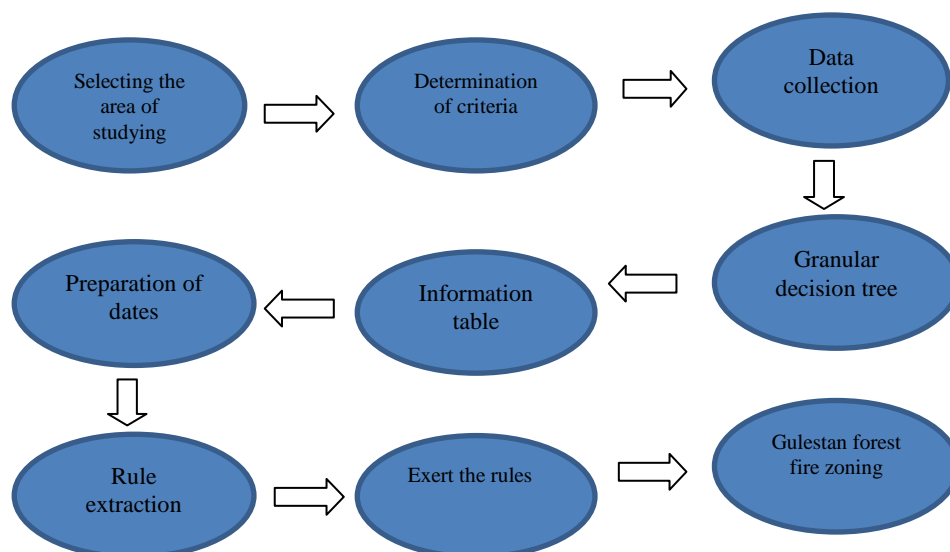 Selecting the
area of
studying
Determination
of criteria
Data
collection
Granular
decision tree
Information
table
Preparation of
dates
Rule
extraction
Exert the rules
Gulestan forest
fire zoning